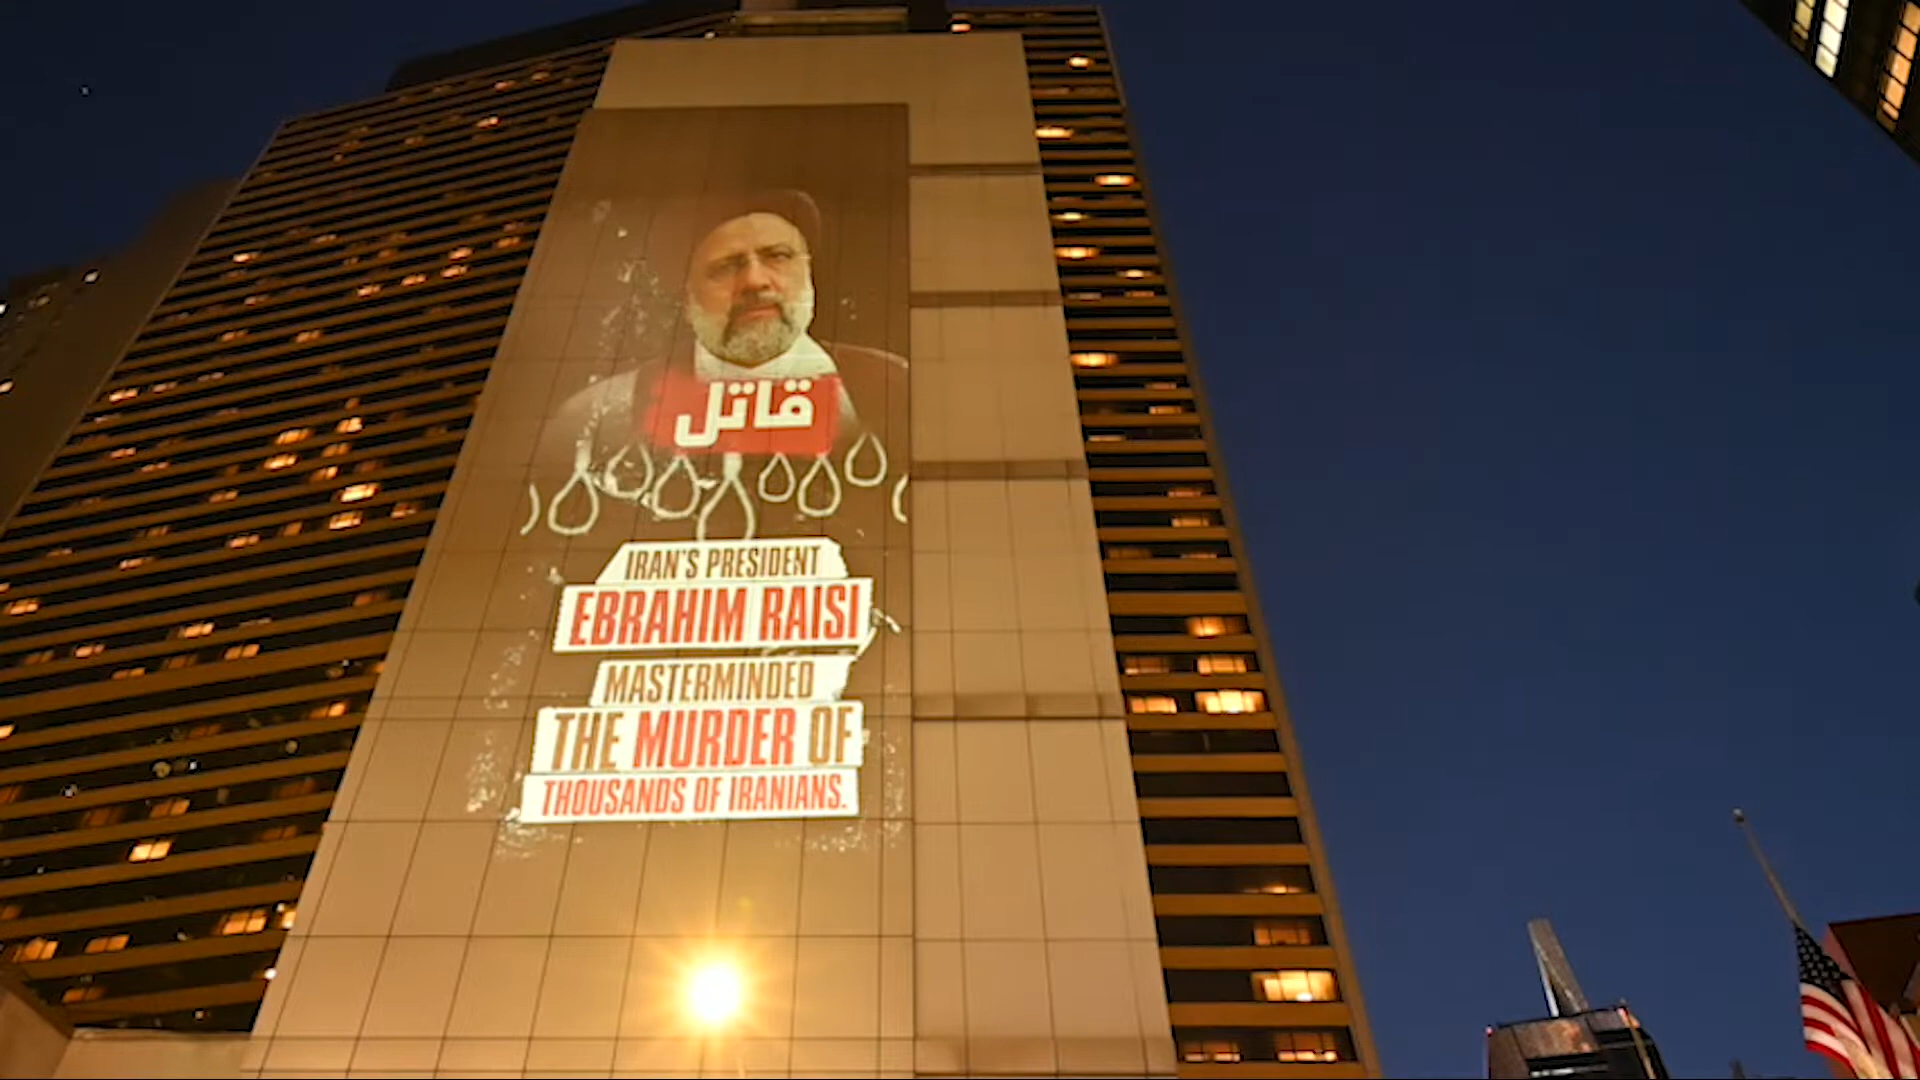 قاتل
IRAN'S PRESIDENT
EBRAHIM RAISI
MASTERMINDED
THE MURDER OF
THOUSANDS OF IRANIANS.